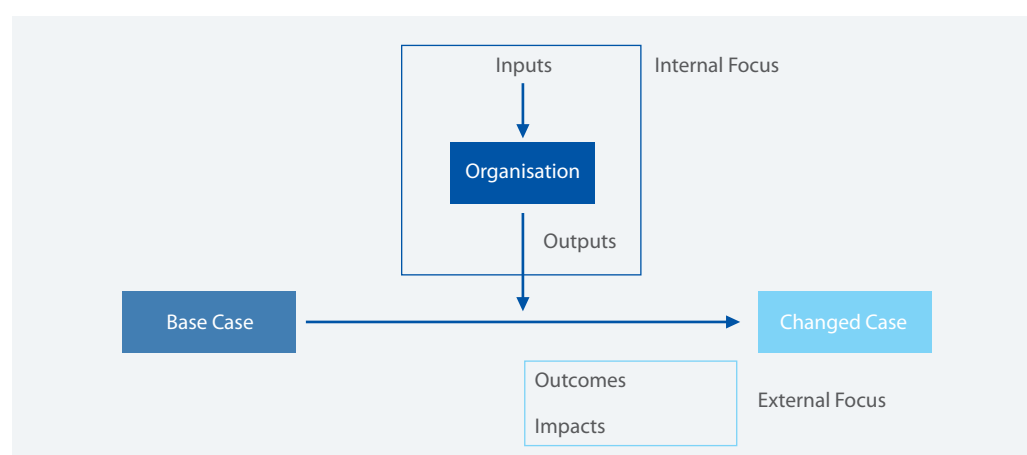 Inputs
Internal Focus
Organisation
Outputs
Base Case
Changed Case
Outcomes
External Focus
Impacts